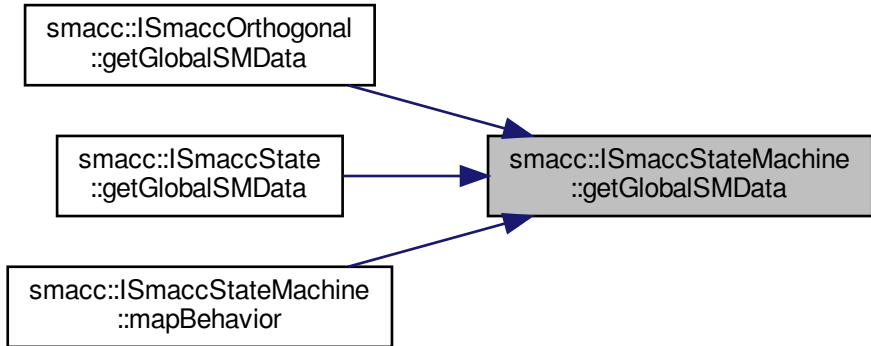 smacc::ISmaccOrthogonal
::getGlobalSMData
smacc::ISmaccState
::getGlobalSMData
smacc::ISmaccStateMachine
::mapBehavior
smacc::ISmaccStateMachine
::getGlobalSMData